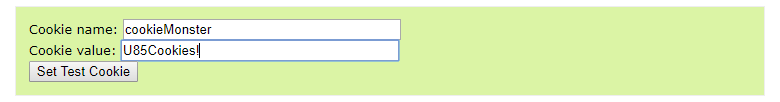 Cookie name: cookieMonster
Cookie value: U85Cookies!
Set Test Cookie